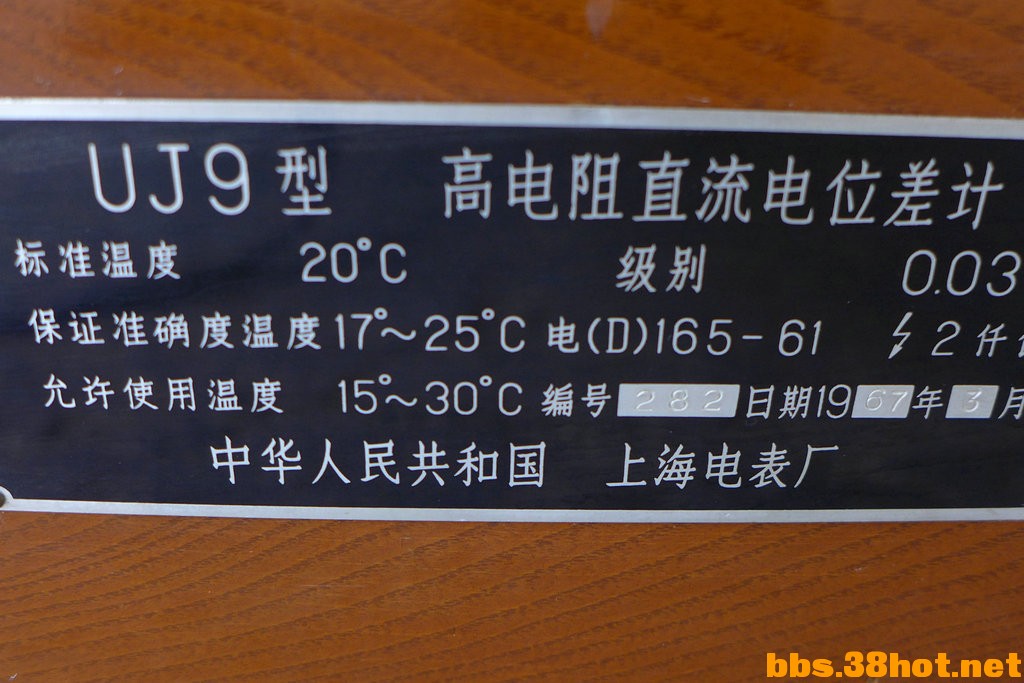 UJ9型 高电阻直流电位差计
标准温度 20°C 级别 0.03
保证准确度温度17°~25°C 电(D)165-61 2仟
允许使用温度 15°~30°C 编号 282 日期1967年3月
中华人民共和国 上海电表厂
bbs.38hot.net